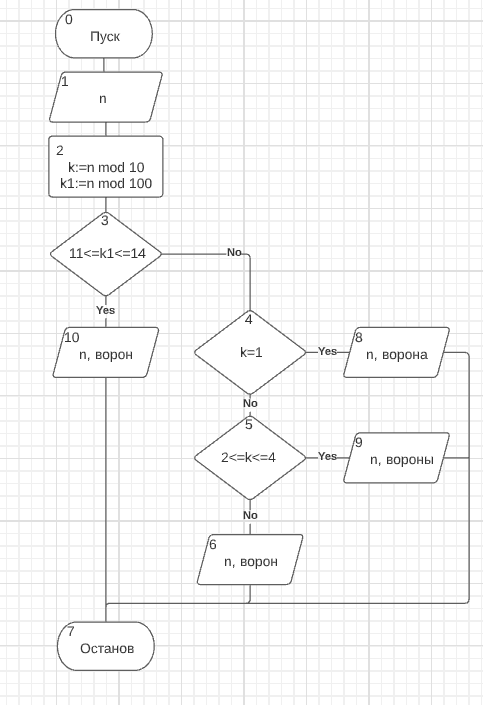 0
Пуск
1
n
2
k:=n mod 10
k1:=n mod 100
3
11<=k1<=14
No
Yes
10
n, ворон
4
k=1
Yes
8
n, ворона
No
5
2<=k<=4
Yes
9
n, вороны
No
6
n, ворон
7
Останов